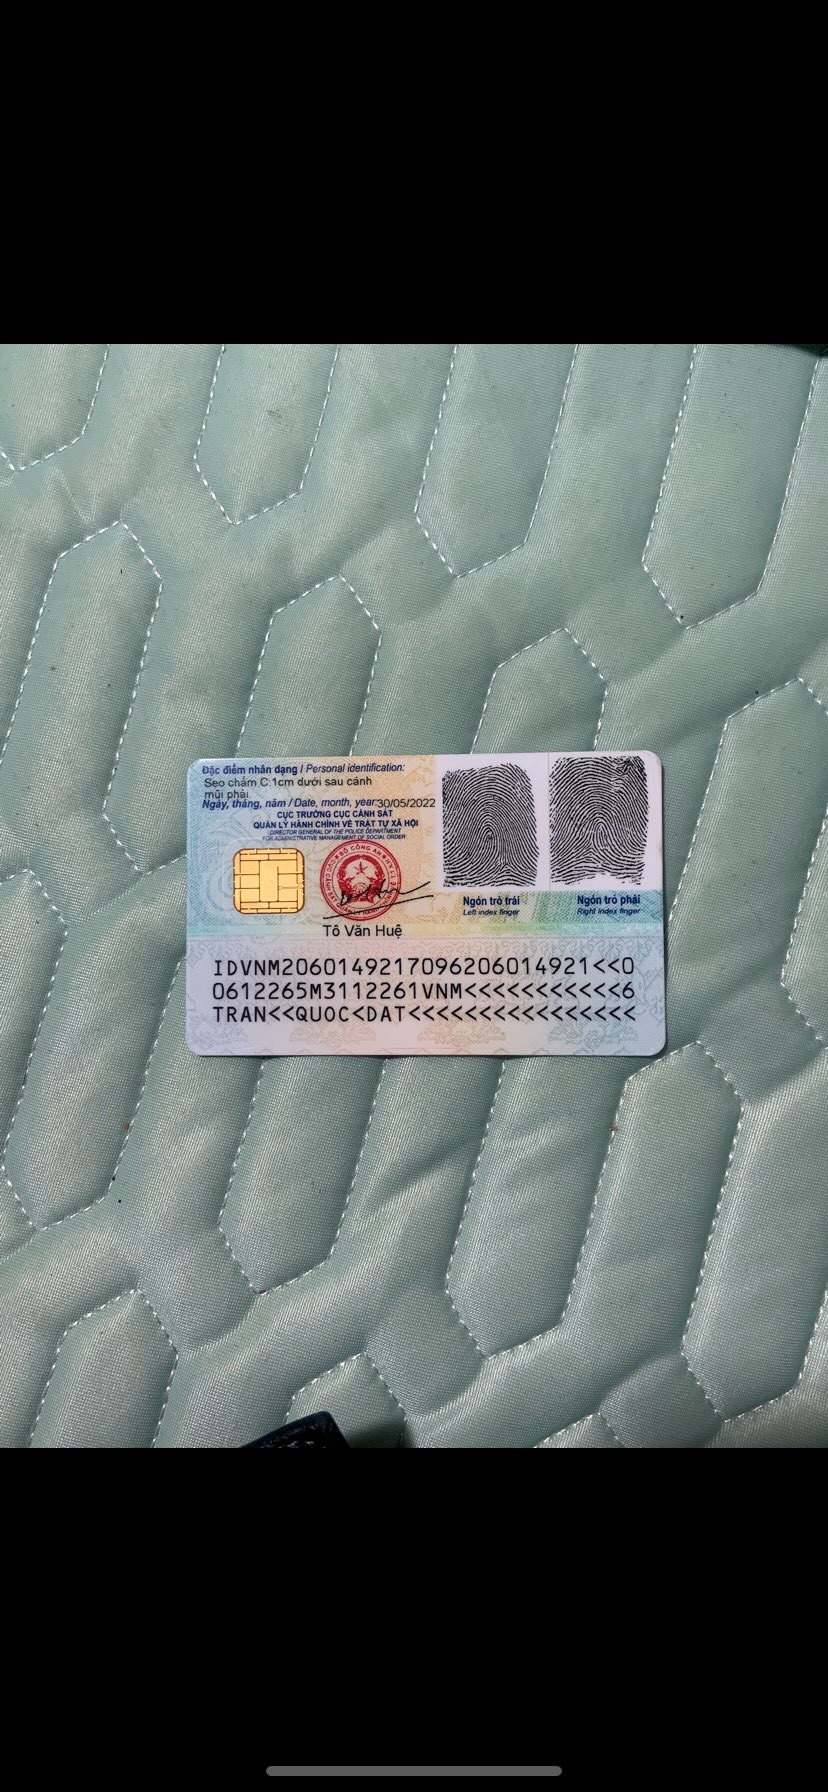 Đặc điểm nhân dạng / Personal identification:
Sẹo chấm C:1cm dưới sau cánh
mũi phải
Ngày, tháng, năm / Date, month, year:30/05/2022
CỤC TRƯỞNG CỤC CẢNH SÁT
QUẢN LÝ HÀNH CHÍNH VỀ TRẬT TỰ XÃ HỘI
DIRECTOR GENERAL OF THE POLICE DEPARTMENT
FOR ADMINISTRATIVE MANAGEMENT OF SOCIAL ORDER
BỘ CÔNG AN
Tô Văn Huệ
Ngón trỏ trái
Left index finger
Ngón trỏ phải
Right index finger
IDVNM2060149217096206014921<<0
0612265M3112261VNM<<<<<<<<<<<6
TRAN<<QUOC<DAT<<<<<<<<<<<<<<<<